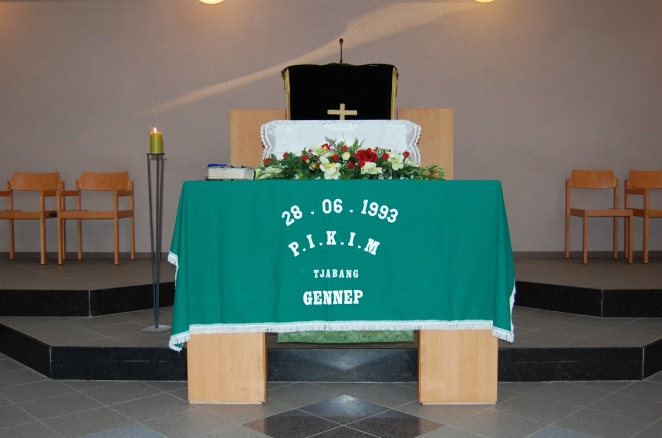 28 . 06 . 1993
P.I.K.I.M
TJABANG
GENNEP